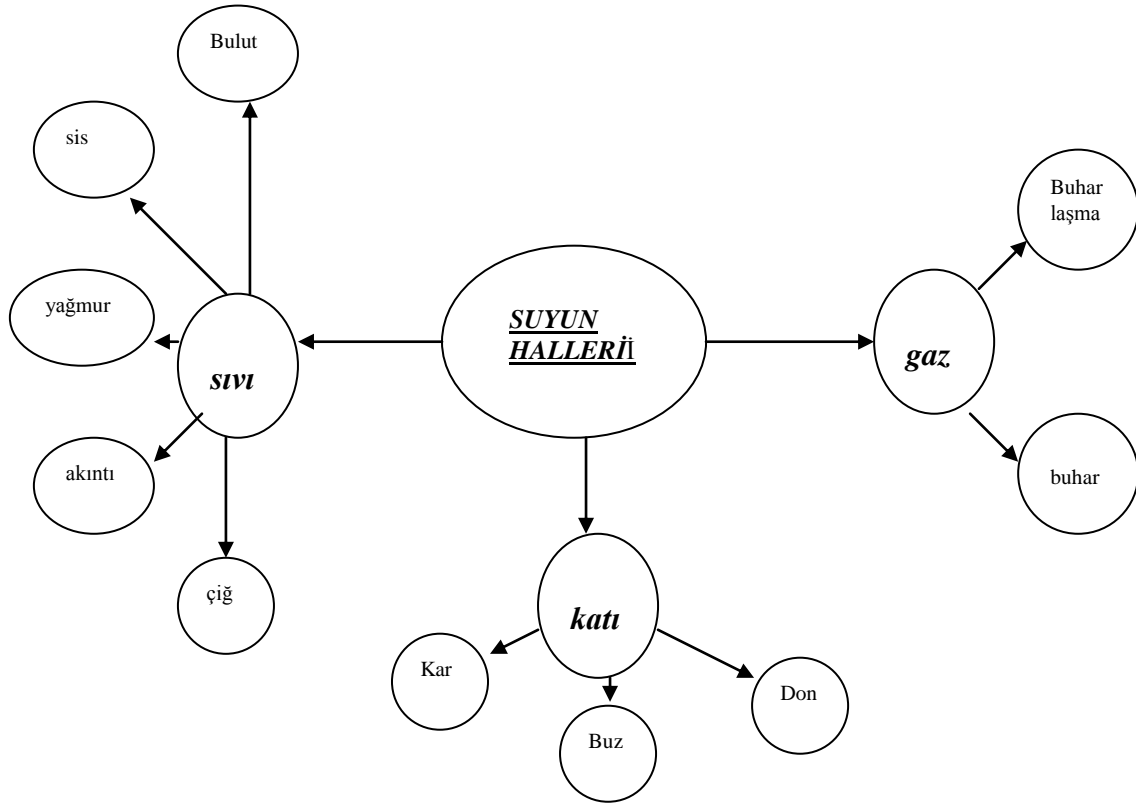 Bulut
sis
Buhar
laşma
yağmur
SUYUN
HALLERİİ
sıvı
gaz
akıntı
buhar
çiğ
katı
Kar
Don
Buz